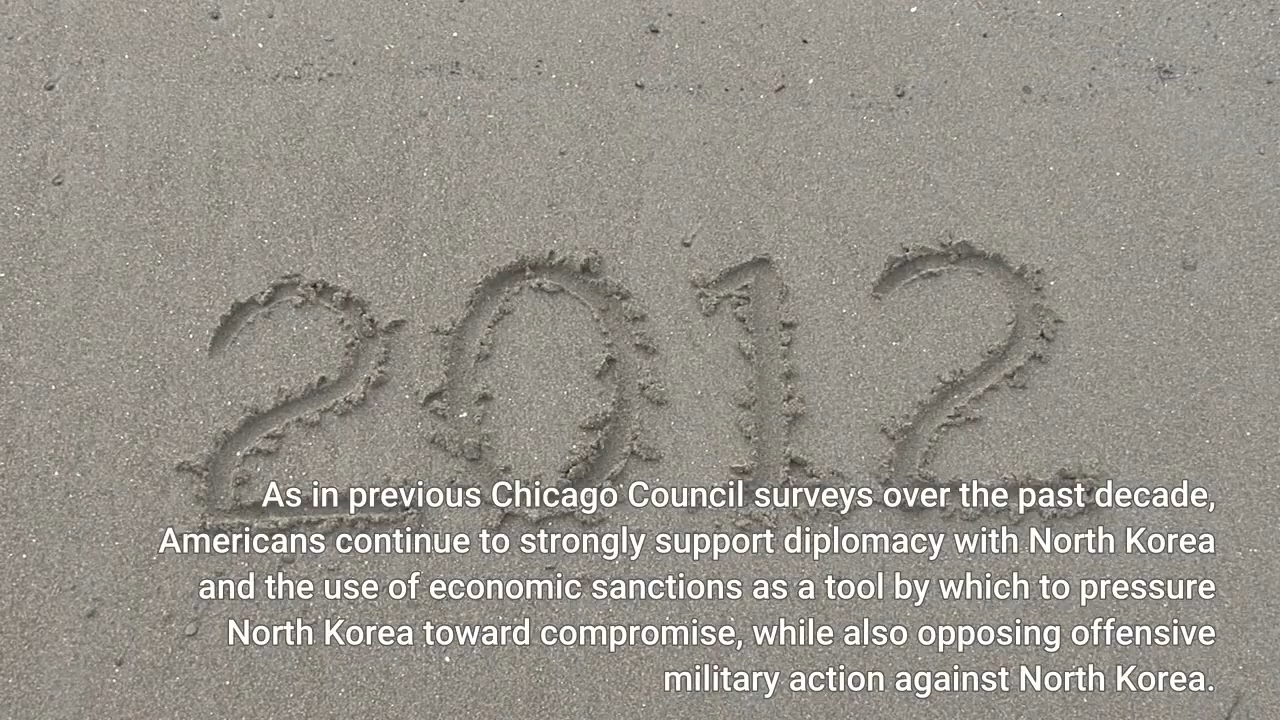 2012
As in previous Chicago Council surveys over the past decade,
Americans continue to strongly support diplomacy with North Korea
and the use of economic sanctions as a tool by which to pressure
North Korea toward compromise, while also opposing offensive
military action against North Korea.